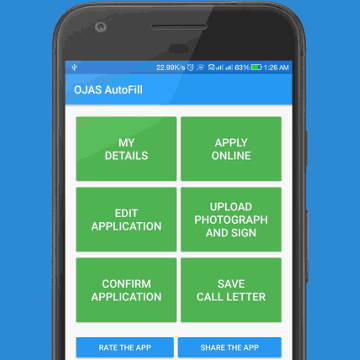 22.99K/s 63% 1:26 AM
OJAS AutoFill
MY
DETAILS
APPLY
ONLINE
EDIT
APPLICATION
UPLOAD
PHOTOGRAPH
AND SIGN
CONFIRM
APPLICATION
SAVE
CALL LETTER
RATE THE APP
SHARE THE APP